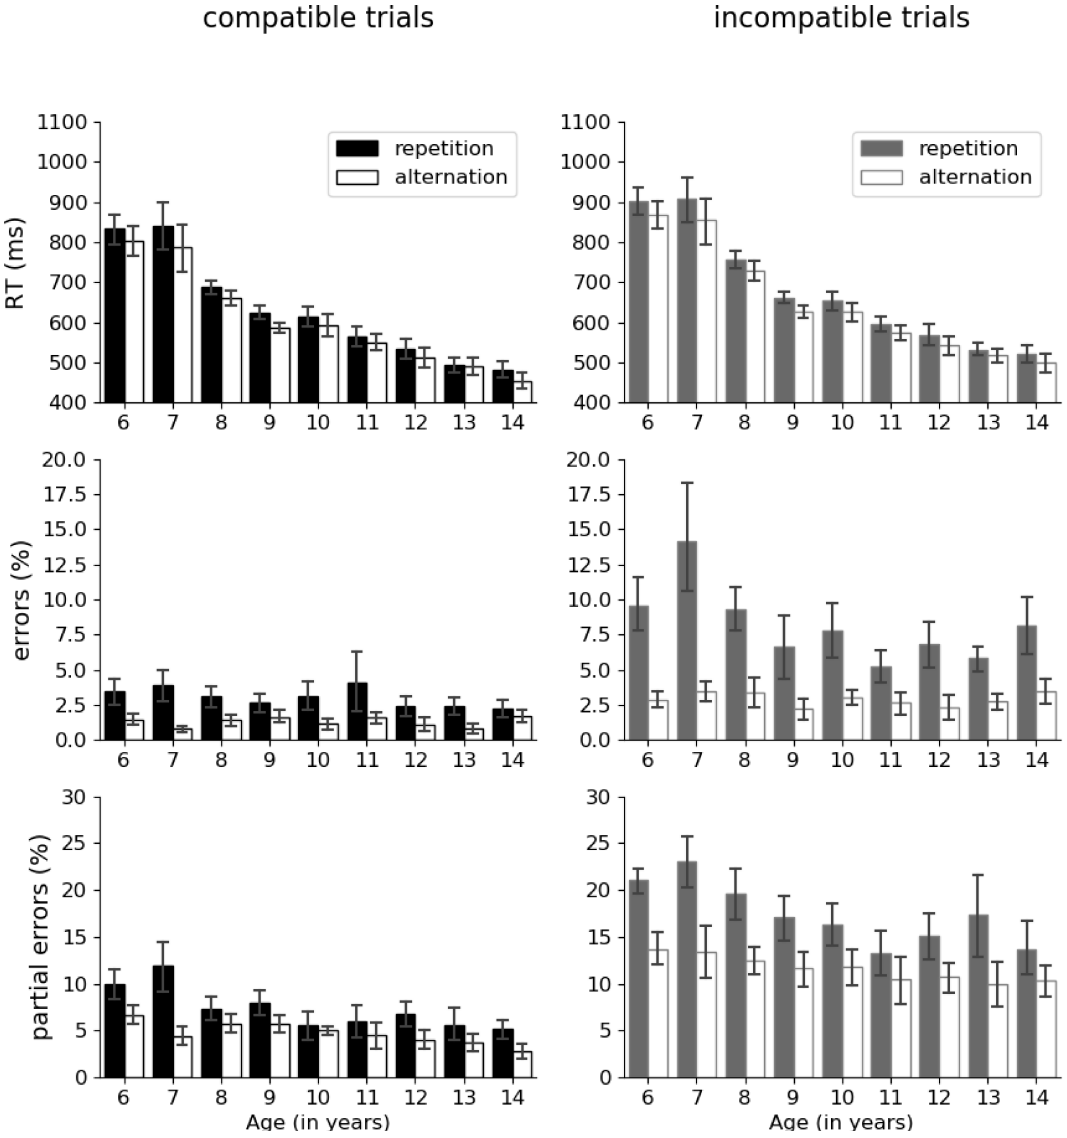 compatible trials
incompatible trials
RT (ms)
1100
1000
900
800
700
600
500
400
repetition
alternation
6 7 8 9 10 11 12 13 14
1100
1000
900
800
700
600
500
400
repetition
alternation
6 7 8 9 10 11 12 13 14
errors (%)
20.0
17.5
15.0
12.5
10.0
7.5
5.0
2.5
0.0
6 7 8 9 10 11 12 13 14
20.0
17.5
15.0
12.5
10.0
7.5
5.0
2.5
0.0
6 7 8 9 10 11 12 13 14
partial errors (%)
30
25
20
15
10
5
0
6 7 8 9 10 11 12 13 14
Age (in years)
30
25
20
15
10
5
0
6 7 8 9 10 11 12 13 14
Age (in years)